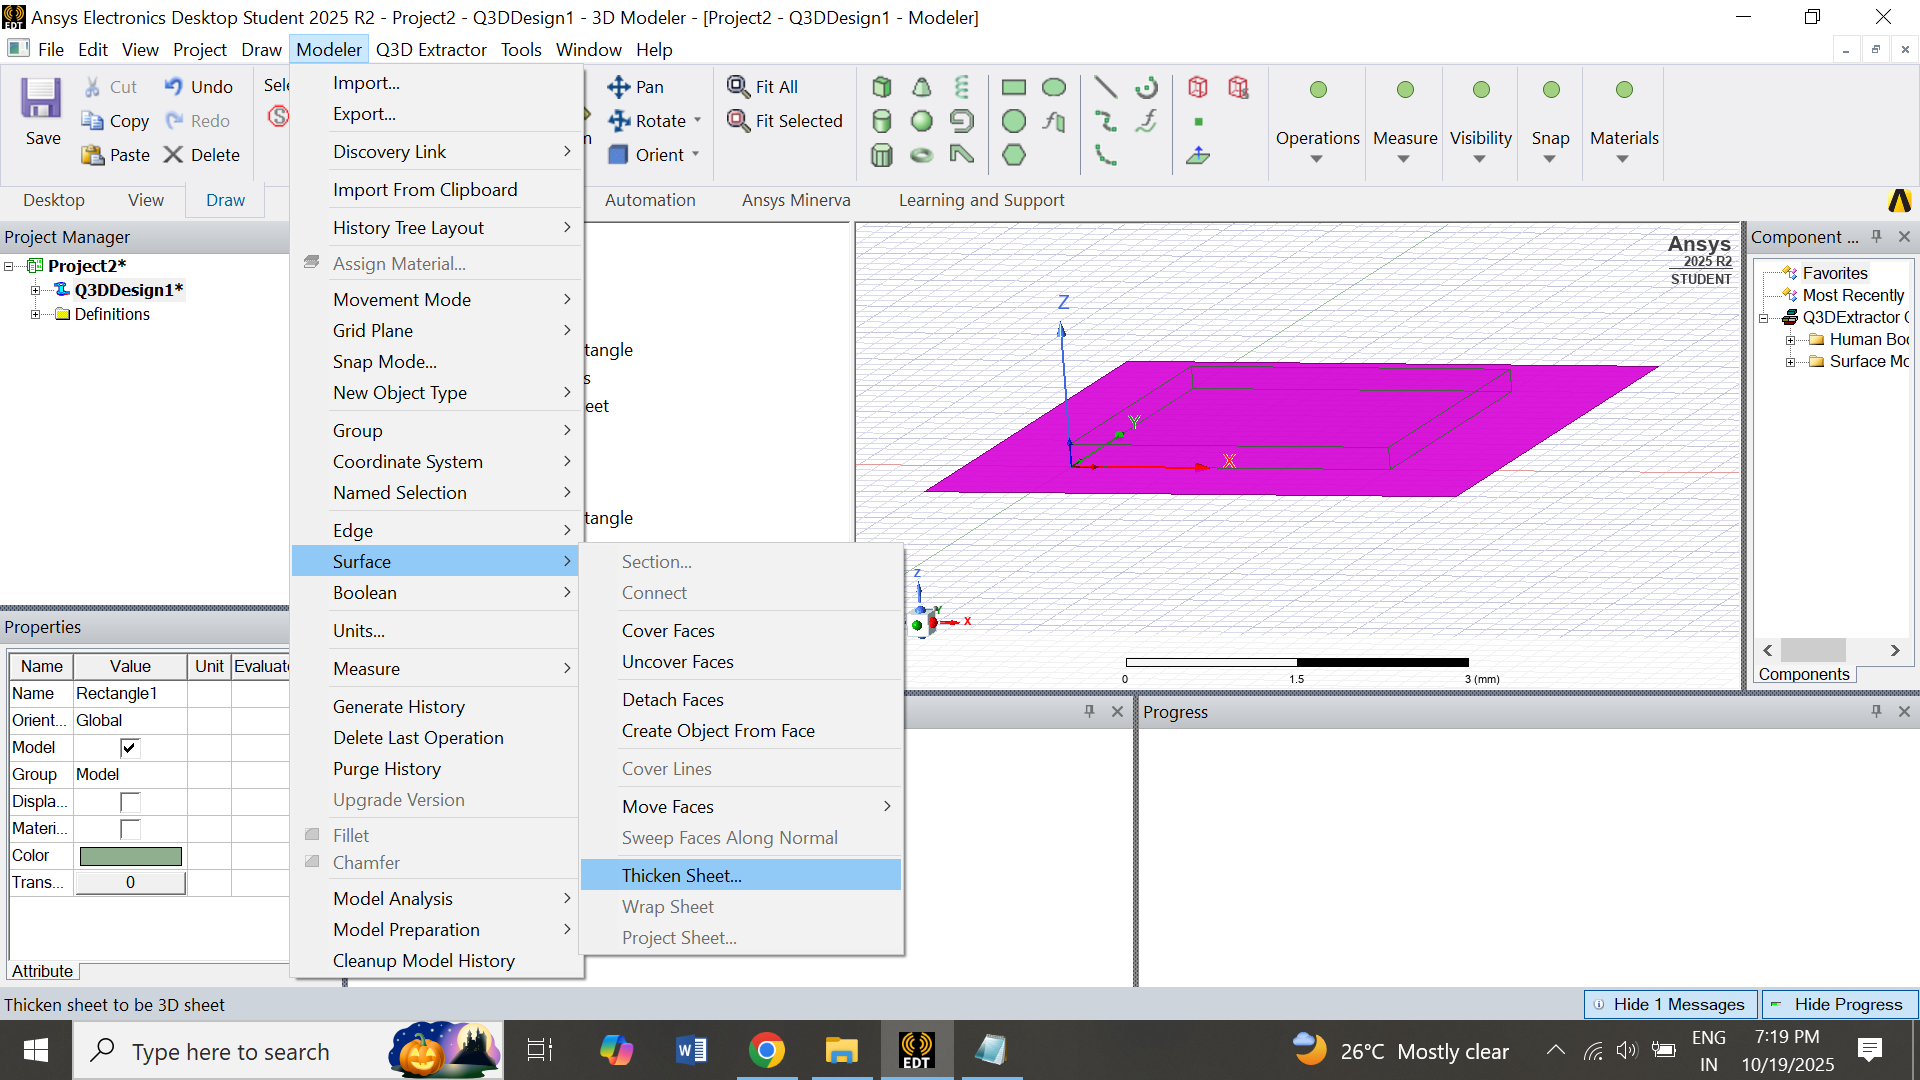 Ansys Electronics Desktop Student 2025 R2 - Project2 - Q3DDesign1 - 3D Modeler - [Project2 - Q3DDesign1 - Modeler]
File Edit View Project Draw Modeler Q3D Extractor Tools Window Help
Save
Cut
Copy
Paste
Undo
Redo
Delete
Sele
Pan
Rotate
Orient
Fit All
Fit Selected
Operations
Measure
Visibility
Snap
Materials
Desktop View Draw Automation Ansys Minerva Learning and Support
Project Manager
Project2*
Q3DDesign1*
Definitions
Import...
Export...
Discovery Link
Import From Clipboard
History Tree Layout
Assign Material...
Movement Mode
Grid Plane
Snap Mode...
New Object Type
Group
Coordinate System
Named Selection
Edge
Surface
Boolean
Units...
Measure
Generate History
Delete Last Operation
Purge History
Upgrade Version
Fillet
Chamfer
Model Analysis
Model Preparation
Cleanup Model History
Section...
Connect
Cover Faces
Uncover Faces
Detach Faces
Create Object From Face
Cover Lines
Move Faces
Sweep Faces Along Normal
Thicken Sheet...
Wrap Sheet
Project Sheet...
tangle
s
eet
tangle
Ansys
2025 R2
STUDENT
Z
Y
X
Z
Y
X
0 1.5 3 (mm)
Component ...
Favorites
Most Recently
Q3DExtractor
Human Bo
Surface Mo
Components
Properties
Name Value Unit Evaluate
Name Rectangle1
Orient... Global
Model
Group Model
Displa...
Materi...
Color
Trans... 0
Attribute
Progress
Thicken sheet to be 3D sheet
Hide 1 Messages
Hide Progress
Type here to search
EDT
26°C Mostly clear
ENG
IN
7:19 PM
10/19/2025